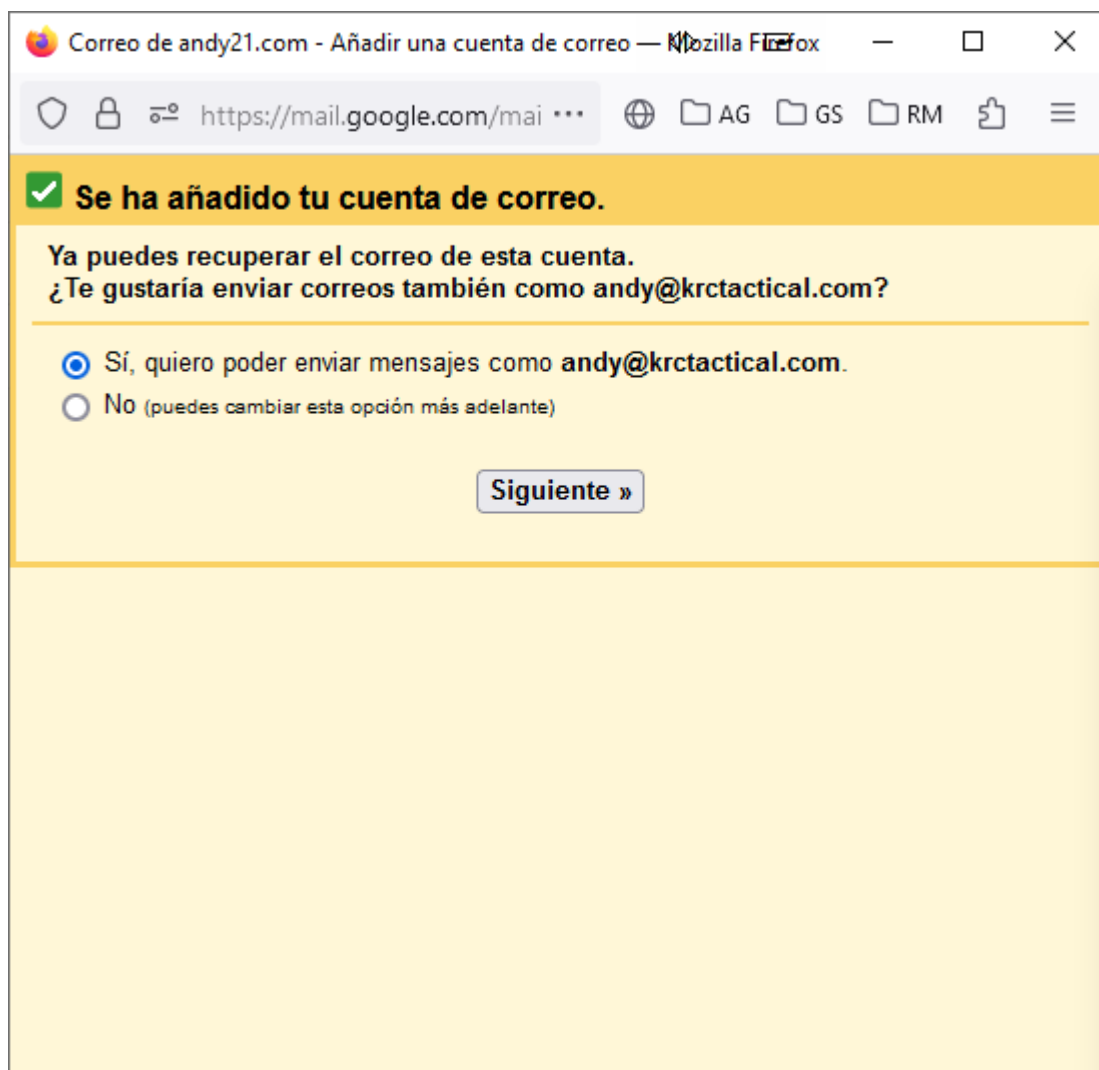 Correo de andy21.com - Añadir una cuenta de correo — Mozilla Firefox
https://mail.google.com/mai ··· AG GS RM
Se ha añadido tu cuenta de correo.
Ya puedes recuperar el correo de esta cuenta.
¿Te gustaría enviar correos también como andy@krctactical.com?
Sí, quiero poder enviar mensajes como andy@krctactical.com.
No (puedes cambiar esta opción más adelante)
Siguiente »